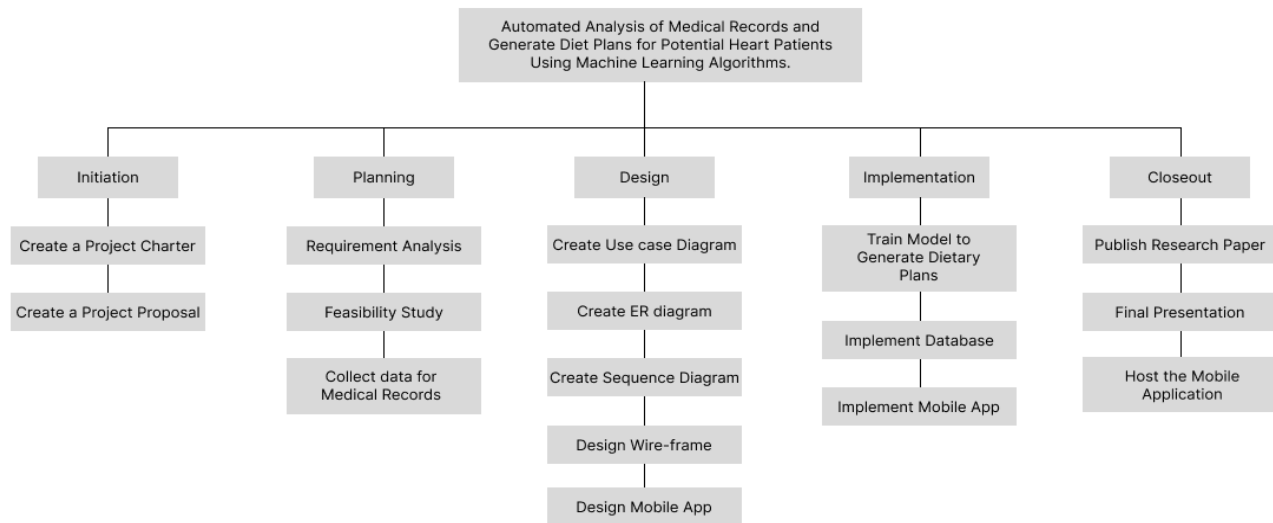 Automated Analysis of Medical Records and
Generate Diet Plans for Potential Heart Patients
Using Machine Learning Algorithms.
Initiation
Create a Project Charter
Create a Project Proposal
Planning
Requirement Analysis
Feasibility Study
Collect data for
Medical Records
Design
Create Use case Diagram
Create ER diagram
Create Sequence Diagram
Design Wire-frame
Design Mobile App
Implementation
Train Model to
Generate Dietary
Plans
Implement Database
Implement Mobile App
Closeout
Publish Research Paper
Final Presentation
Host the Mobile
Application